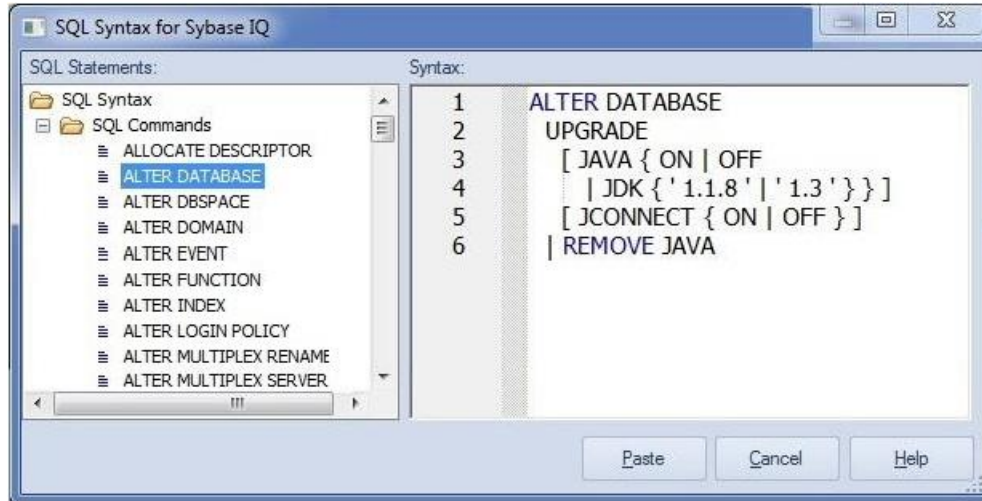 SQL Syntax for Sybase IQ
SQL Statements:
SQL Syntax
SQL Commands
ALLOCATE DESCRIPTOR
ALTER DATABASE
ALTER DBSPACE
ALTER DOMAIN
ALTER EVENT
ALTER FUNCTION
ALTER INDEX
ALTER LOGIN POLICY
ALTER MULTIPLEX RENAME
ALTER MULTIPLEX SERVER
Syntax:
1 ALTER DATABASE
2 UPGRADE
3 [ JAVA { ON | OFF
4 | JDK { ' 1.1.8 ' | ' 1.3 ' } } ]
5 [ JCONNECT { ON | OFF } ]
6 | REMOVE JAVA
Paste Cancel Help